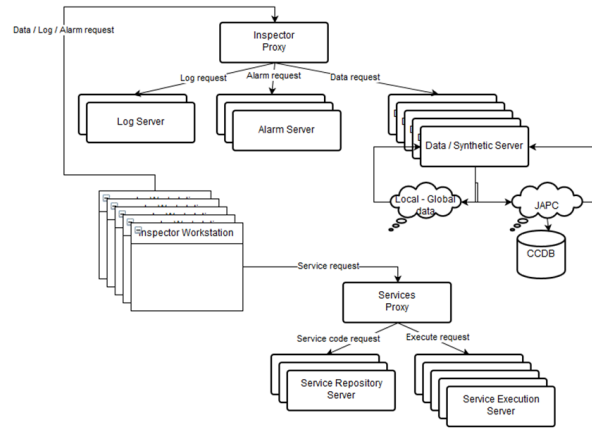 Data / Log / Alarm request
Inspector
Proxy
Log request
Alarm request
Data request
Log Server
Alarm Server
Data / Synthetic Server
Local - Global
data
JAPC
CCDB
Inspector Workstation
Service request
Services
Proxy
Service code request
Execute request
Service Repository
Server
Service Execution
Server